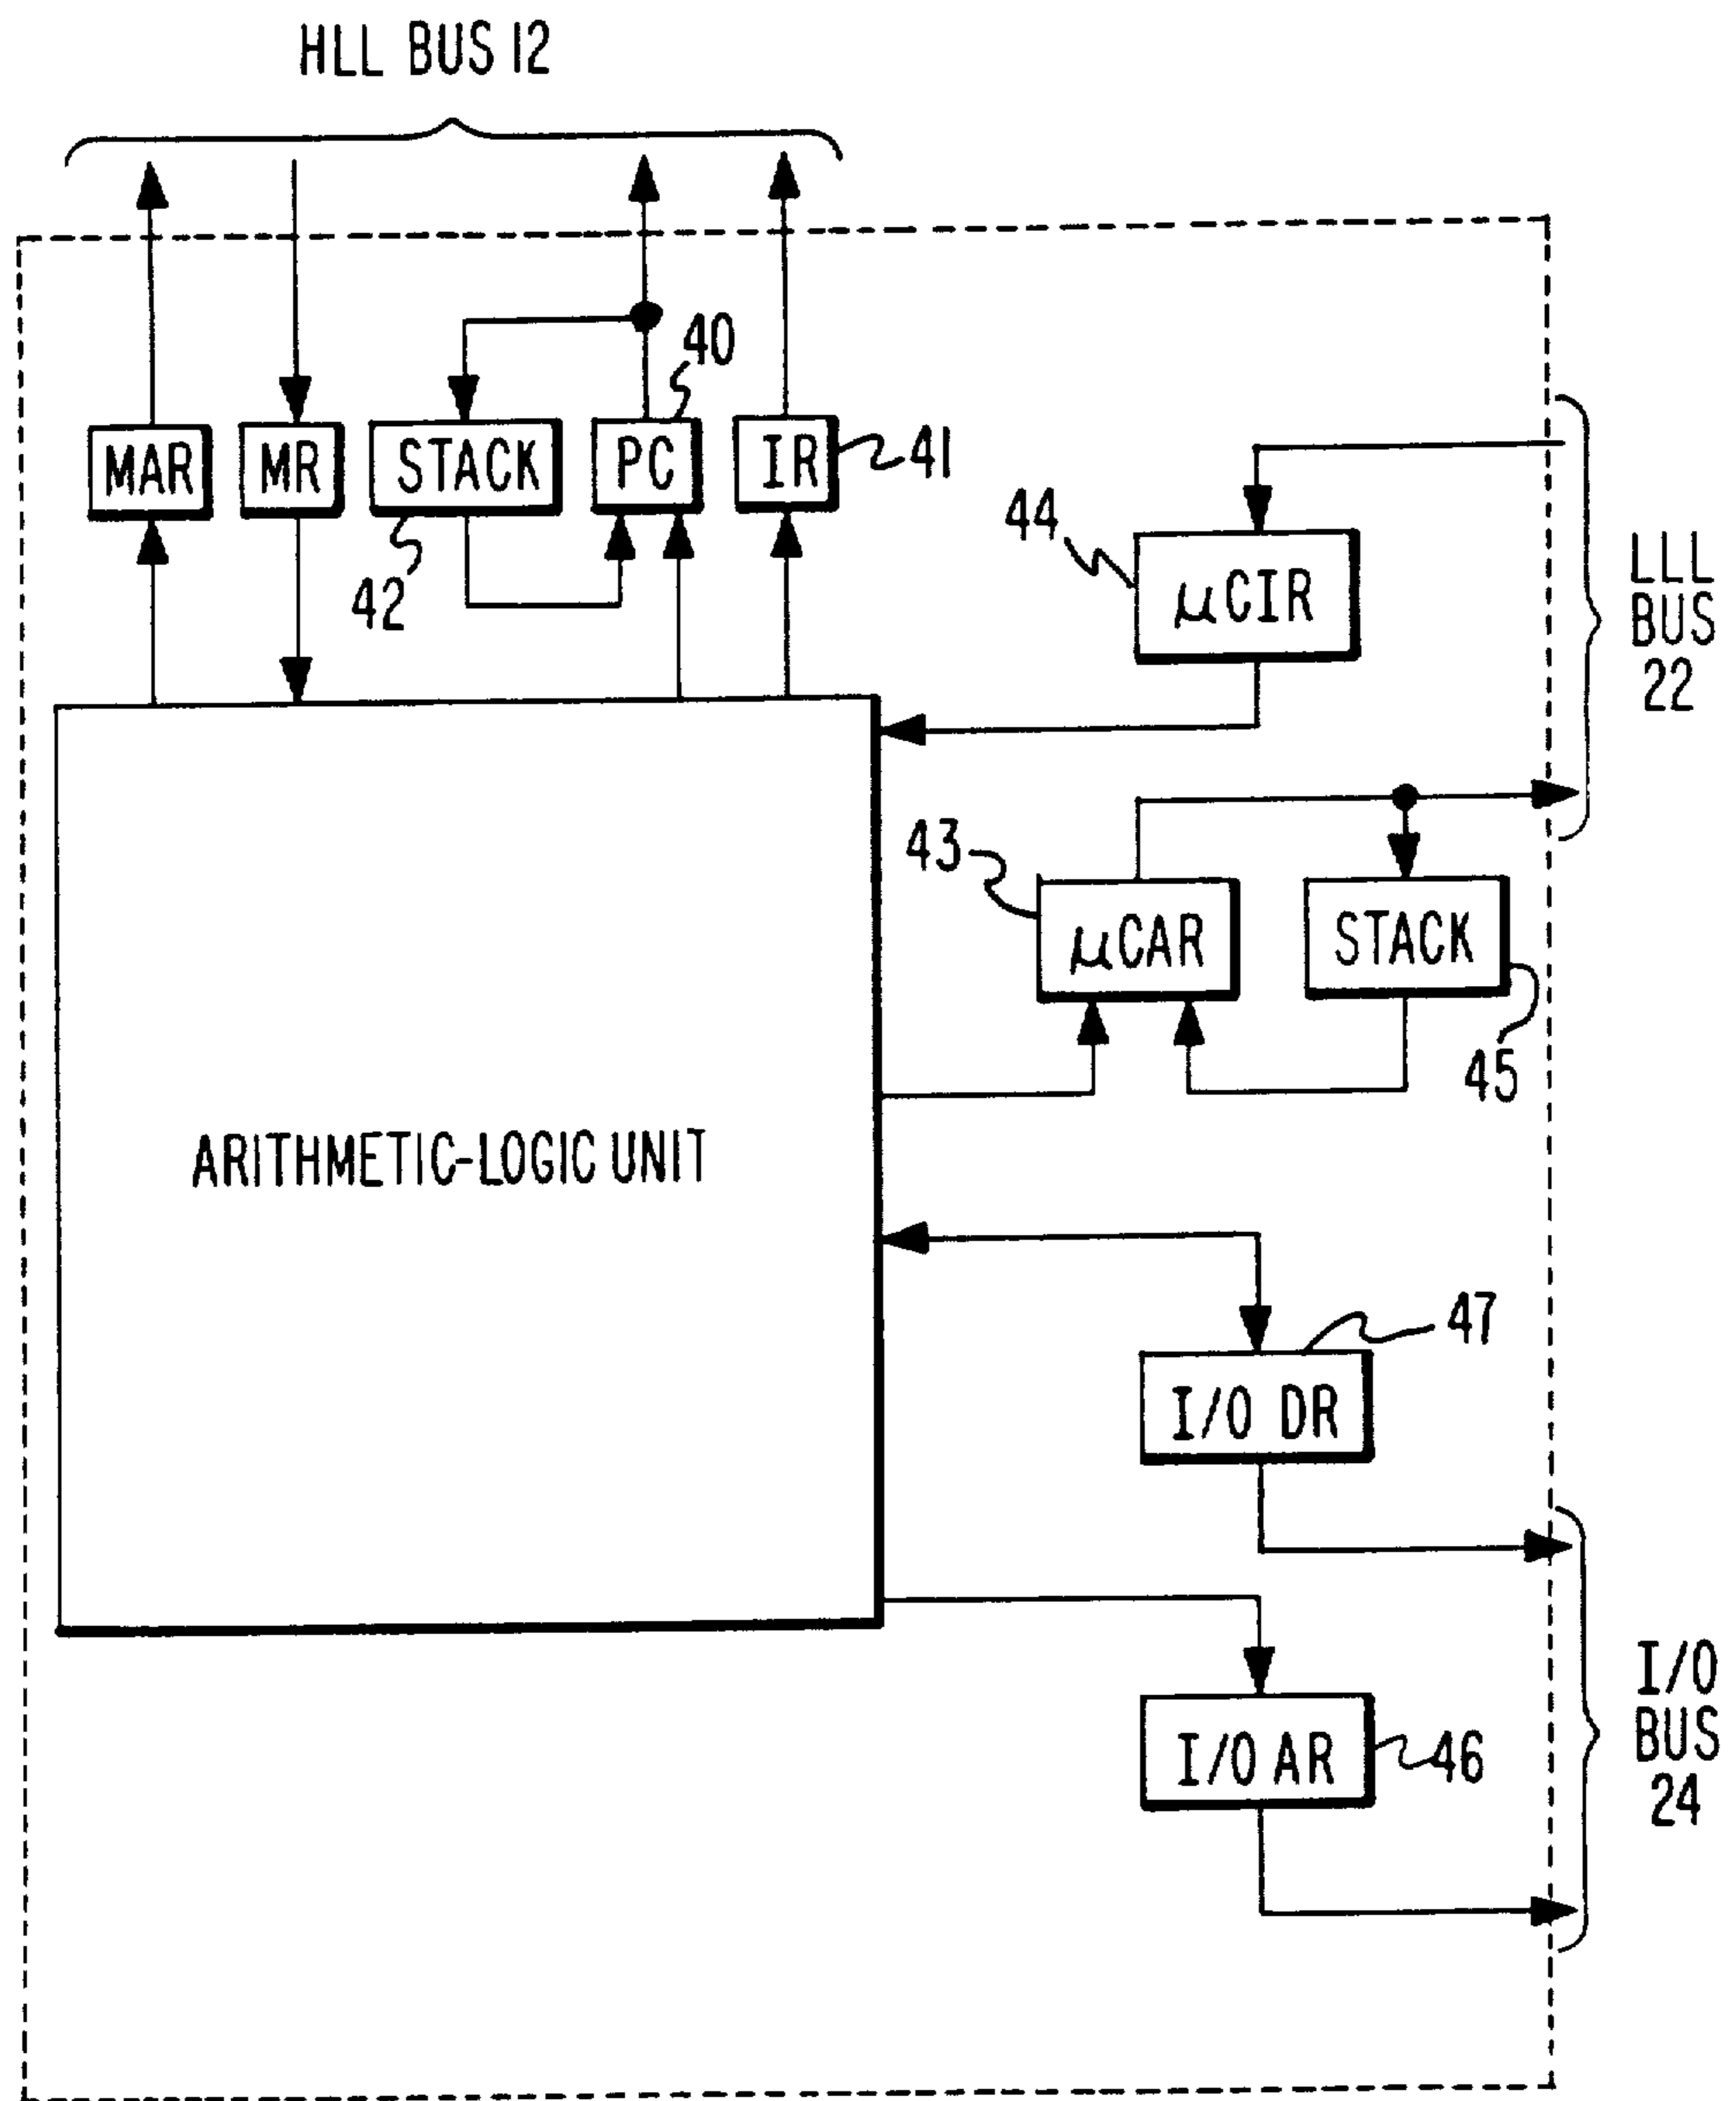 HLL BUS 12
40
MAR
MR
STACK
PC
IR
41
42
44
μCIR
LLL
BUS
22
43
μCAR
STACK
45
ARITHMETIC-LOGIC UNIT
47
I/O DR
I/O AR
46
I/O
BUS
24